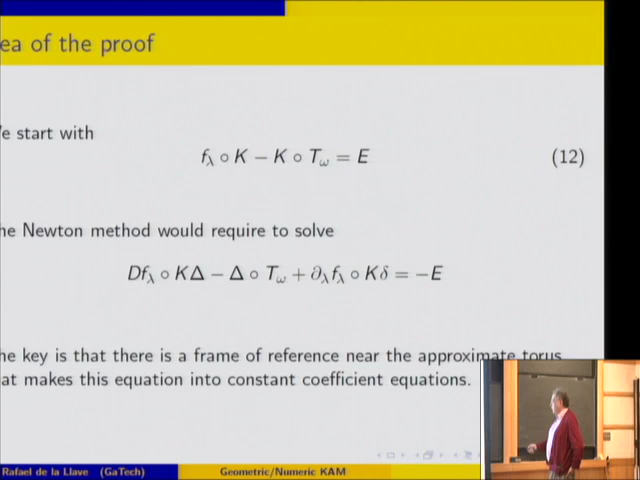 ea of the proof
e start with
f_λ ∘ K − K ∘ T_ω = E (12)
he Newton method would require to solve
Df_λ ∘ KΔ − Δ ∘ T_ω + ∂_λ f_λ ∘ Kδ = −E
he key is that there is a frame of reference near the approximate torus
at makes this equation into constant coefficient equations.
Rafael de la Llave (GaTech) Geometric/Numeric KAM